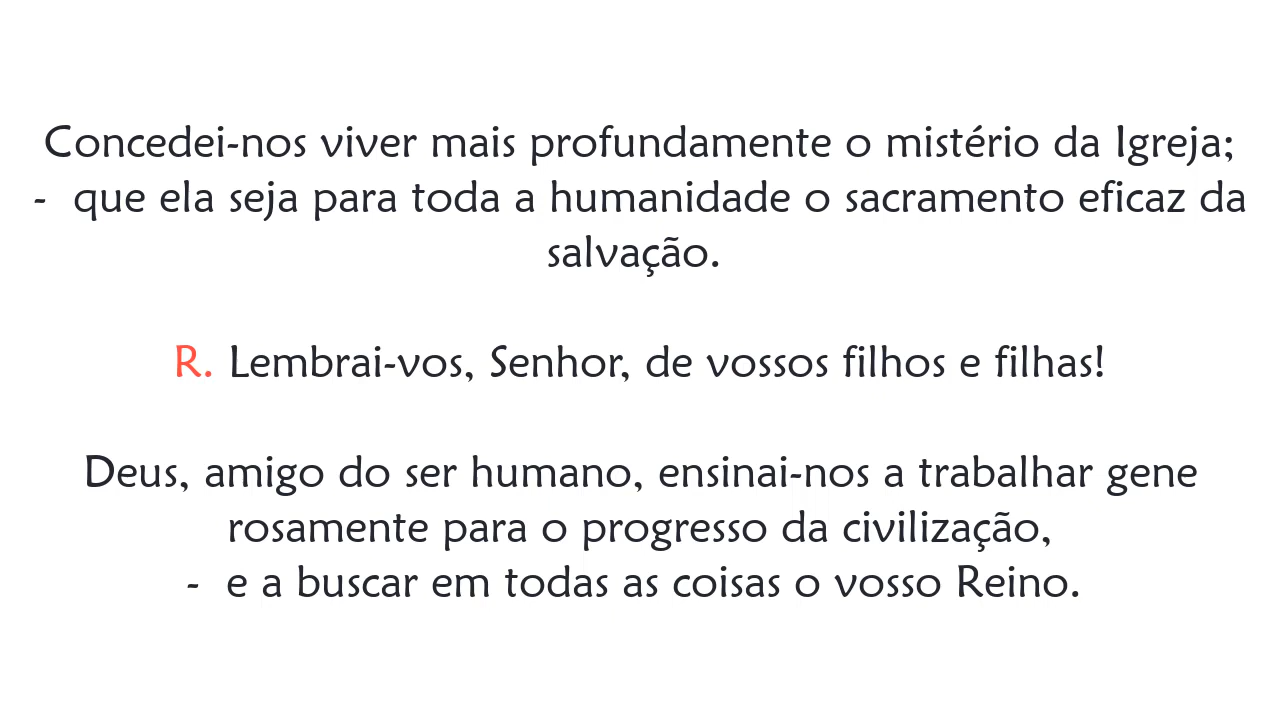 Concedei-nos viver mais profundamente o mistério da Igreja;
- que ela seja para toda a humanidade o sacramento eficaz da
salvação.
R. Lembrai-vos, Senhor, de vossos filhos e filhas!
Deus, amigo do ser humano, ensinai-nos a trabalhar gene
rosamente para o progresso da civilização,
- e a buscar em todas as coisas o vosso Reino.